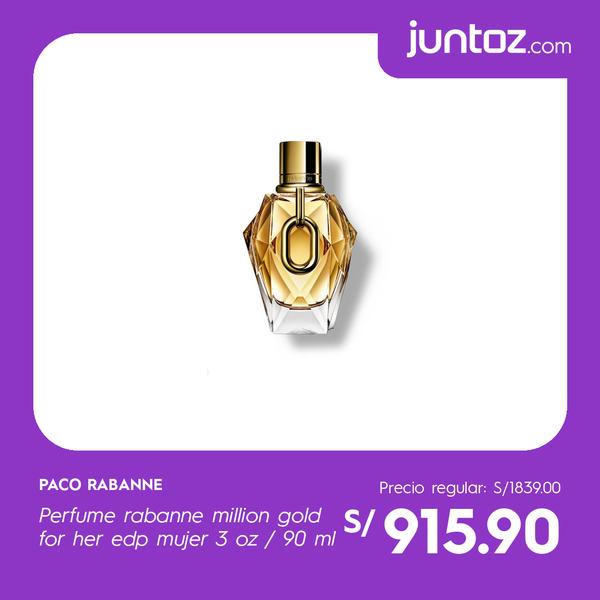 juntoz.com
PACO RABANNE
Perfume rabanne million gold
for her edp mujer 3 oz / 90 ml
Precio regular: S/1839.00
S/ 915.90